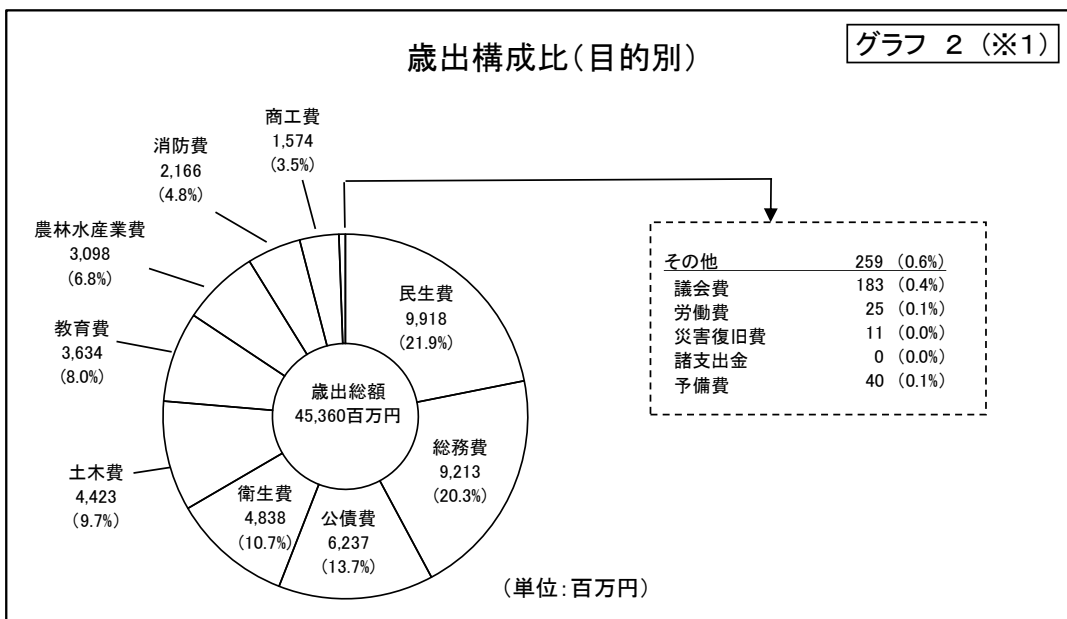 グラフ 2 (※1)
歳出構成比(目的別)
商工費
1,574
(3.5%)
消防費
2,166
(4.8%)
農林水産業費
3,098
(6.8%)
教育費
3,634
(8.0%)
土木費
4,423
(9.7%)
衛生費
4,838
(10.7%)
公債費
6,237
(13.7%)
総務費
9,213
(20.3%)
民生費
9,918
(21.9%)
歳出総額
45,360百万円
その他 259 (0.6%)
議会費 183 (0.4%)
労働費 25 (0.1%)
災害復旧費 11 (0.0%)
諸支出金 0 (0.0%)
予備費 40 (0.1%)
(単位:百万円)